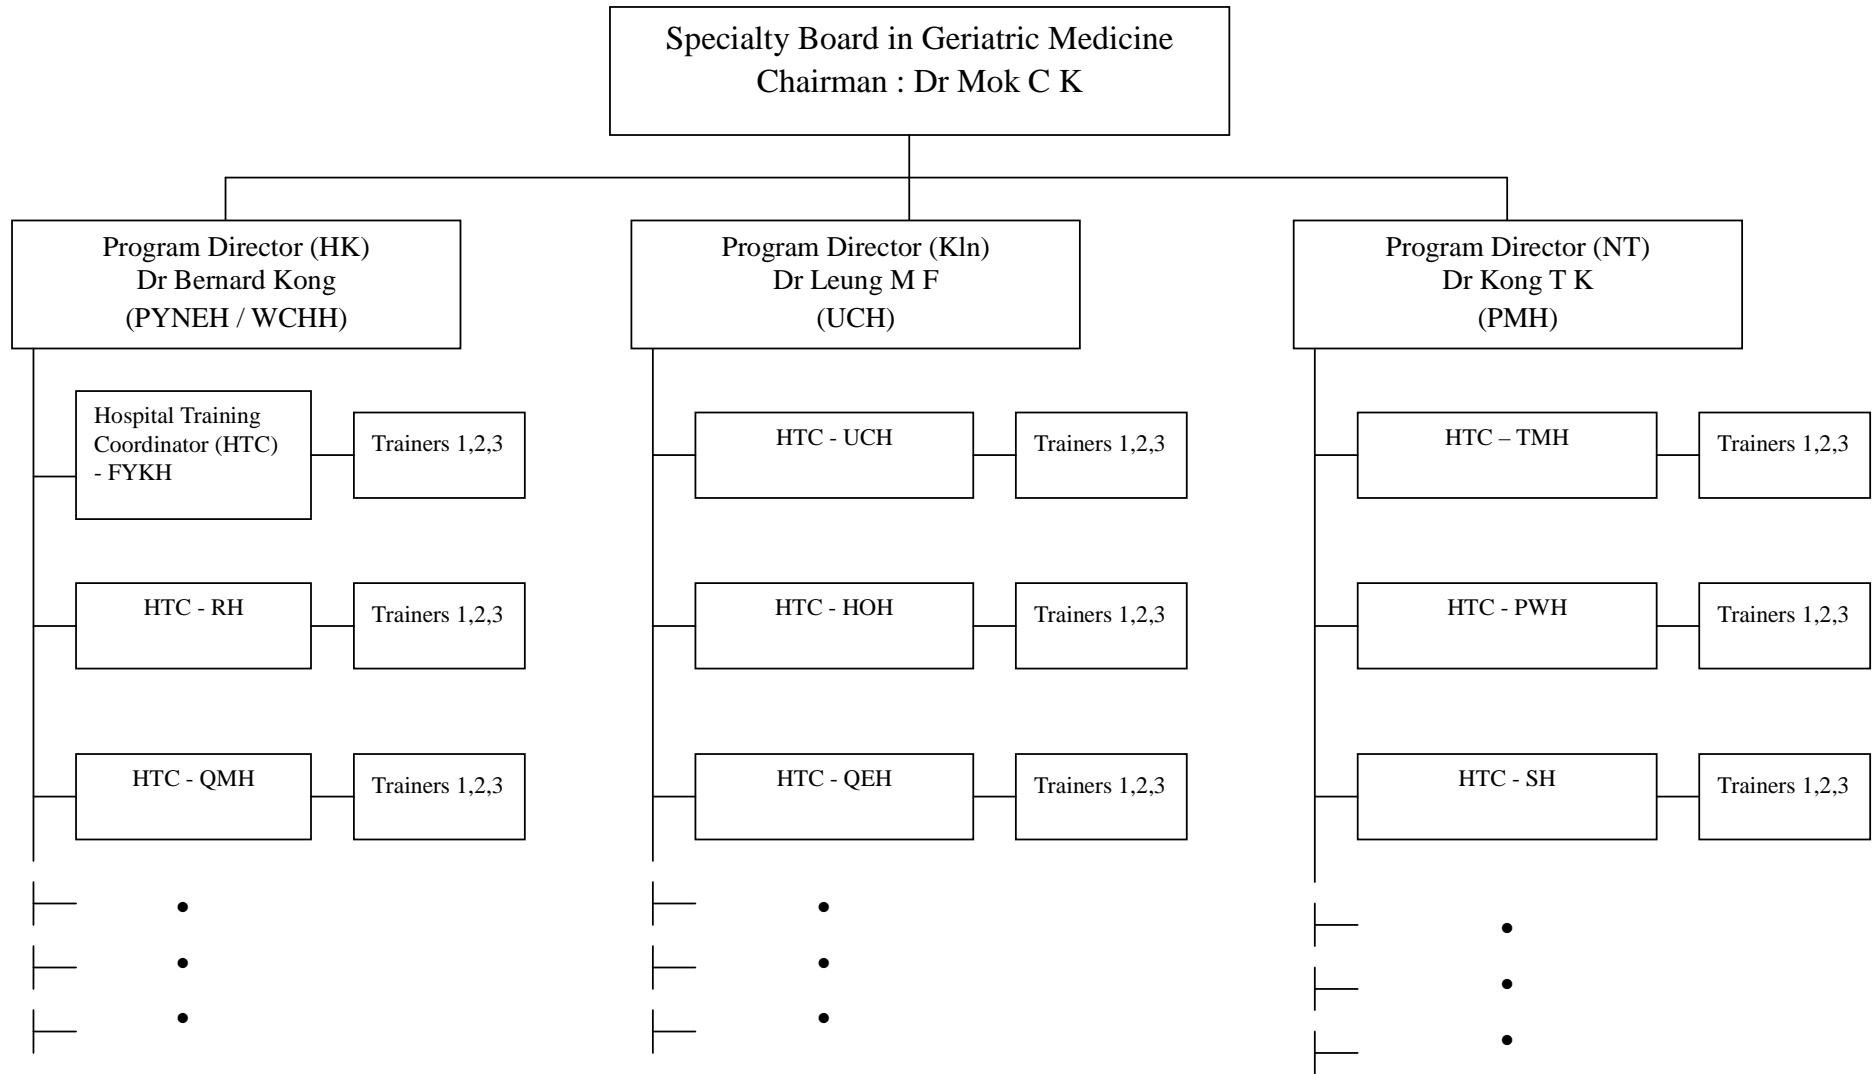 Specialty Board in Geriatric Medicine
Chairman : Dr Mok C K
Program Director (HK)
Dr Bernard Kong
(PYNEH / WCHH)
Program Director (Kln)
Dr Leung M F
(UCH)
Program Director (NT)
Dr Kong T K
(PMH)
Hospital Training
Coordinator (HTC)
- FYKH
Trainers 1,2,3
HTC - UCH
Trainers 1,2,3
HTC – TMH
Trainers 1,2,3
HTC - RH
Trainers 1,2,3
HTC - HOH
Trainers 1,2,3
HTC - PWH
Trainers 1,2,3
HTC - QMH
Trainers 1,2,3
HTC - QEH
Trainers 1,2,3
HTC - SH
Trainers 1,2,3